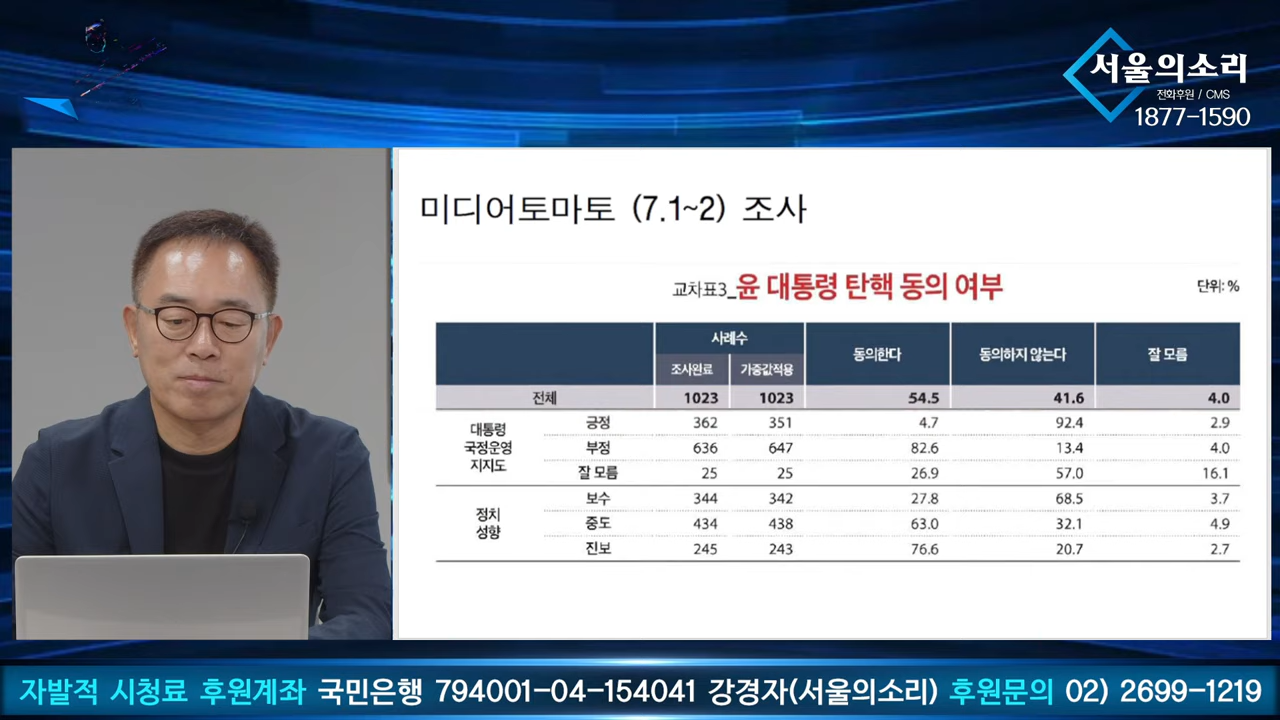 서울의소리
전화후원 / CMS
1877-1590
미디어토마토 (7.1~2) 조사
교차표3_윤 대통령 탄핵 동의 여부
단위: %
사례수 동의한다 동의하지 않는다 잘 모름
조사완료 가중값적용
전체 1023 1023 54.5 41.6 4.0
대통령 국정운영 지지도
긍정 362 351 4.7 92.4 2.9
부정 636 647 82.6 13.4 4.0
잘 모름 25 25 26.9 57.0 16.1
정치 성향
보수 344 342 27.8 68.5 3.7
중도 434 438 63.0 32.1 4.9
진보 245 243 76.6 20.7 2.7
자발적 시청료 후원계좌 국민은행 794001-04-154041 강경자(서울의소리) 후원문의 02) 2699-1219